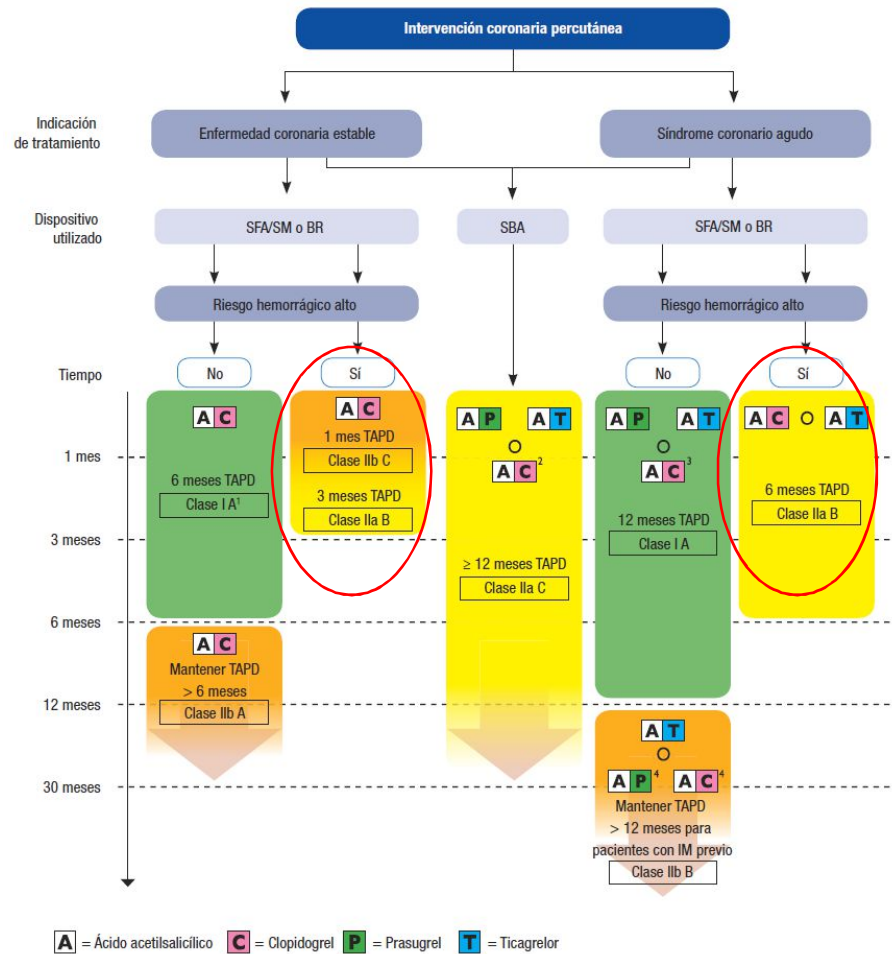 Intervención coronaria percutánea
Indicación
de tratamiento
Enfermedad coronaria estable
Síndrome coronario agudo
Dispositivo
utilizado
SFA/SM o BR
SBA
SFA/SM o BR
Riesgo hemorrágico alto
Riesgo hemorrágico alto
Tiempo
No
Sí
No
Sí
A C
6 meses TAPD
Clase I A1
A C
Mantener TAPD
> 6 meses
Clase IIb A
A C
1 mes TAPD
Clase IIb C
3 meses TAPD
Clase IIa B
A P A T
O
A C 2
≥ 12 meses TAPD
Clase IIa C
A P A T
O
A C 3
12 meses TAPD
Clase I A
A T
O
A P 4 A C 4
Mantener TAPD
> 12 meses para
pacientes con IM previo
Clase IIb B
A C O A T
6 meses TAPD
Clase IIa B
1 mes
3 meses
6 meses
12 meses
30 meses
A = Ácido acetilsalicílico C = Clopidogrel P = Prasugrel T = Ticagrelor